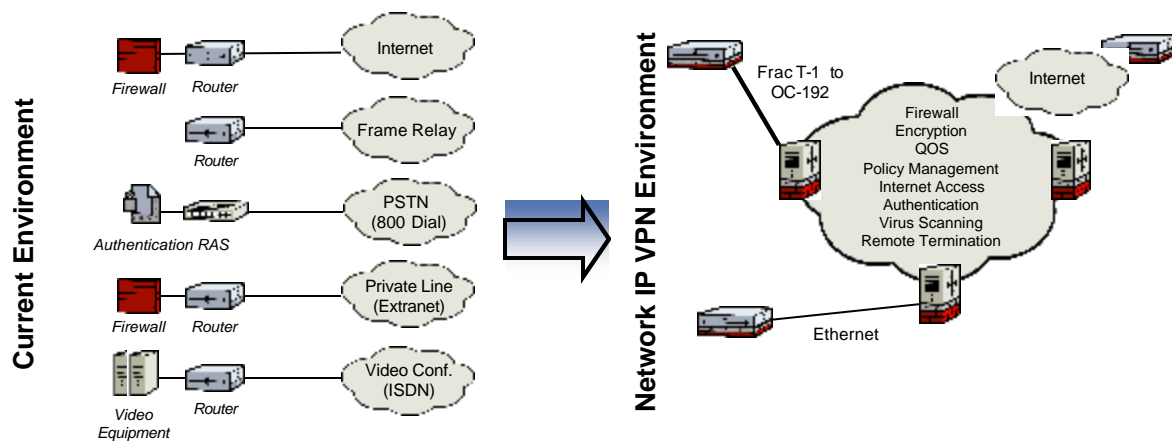 Current Environment
Internet
Firewall
Router
Frame Relay
Router
PSTN
(800 Dial)
Authentication RAS
Private Line
(Extranet)
Firewall
Router
Video Conf.
(ISDN)
Video
Equipment
Router
Network IP VPN Environment
Frac T-1 to
OC-192
Internet
Firewall
Encryption
QOS
Policy Management
Internet Access
Authentication
Virus Scanning
Remote Termination
Ethernet